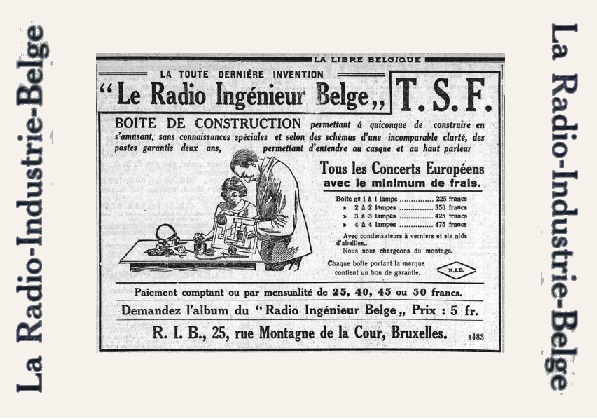 La Radio-Industrie-Belge
LA LIBRE BELGIQUE
LA TOUTE DERNIÈRE INVENTION
“Le Radio Ingénieur Belge„ T. S. F.
BOITE DE CONSTRUCTION permettant à quiconque de construire en
s'amusant, sans connaissances spéciales et selon des schémas d'une incomparable clarté, des
postes garantis deux ans, permettant d'entendre au casque et au haut parleur
Tous les Concerts Européens
avec le minimum de frais.
Boite et 1 à 1 lampe ............ 225 francs
» 2 à 2 lampes ............ 350 francs
» 3 à 3 lampes ............ 425 francs
» 4 à 4 lampes ............ 475 francs
Avec condensateurs à verniers et six nids
d'abeilles.
Nous nous chargeons du montage.
Chaque boîte portant la marque
contient un bon de garantie.
R.I.B.
Paiement comptant ou par mensualité de 25, 40, 45 ou 50 francs.
Demandez l'album du “Radio Ingénieur Belge„ Prix : 5 fr.
R. I. B., 25, rue Montagne de la Cour, Bruxelles.
1483
La Radio-Industrie-Belge